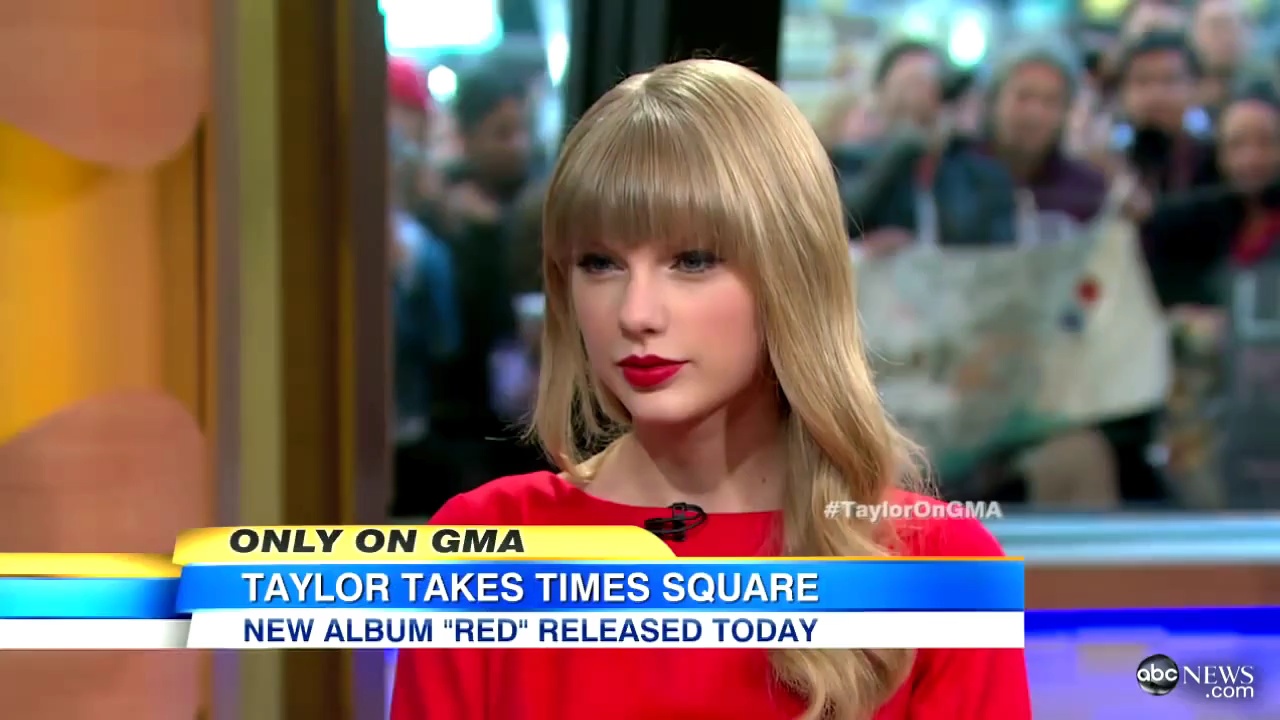 #TaylorOnGMA
ONLY ON GMA
TAYLOR TAKES TIMES SQUARE
NEW ALBUM "RED" RELEASED TODAY
abc NEWS
.com